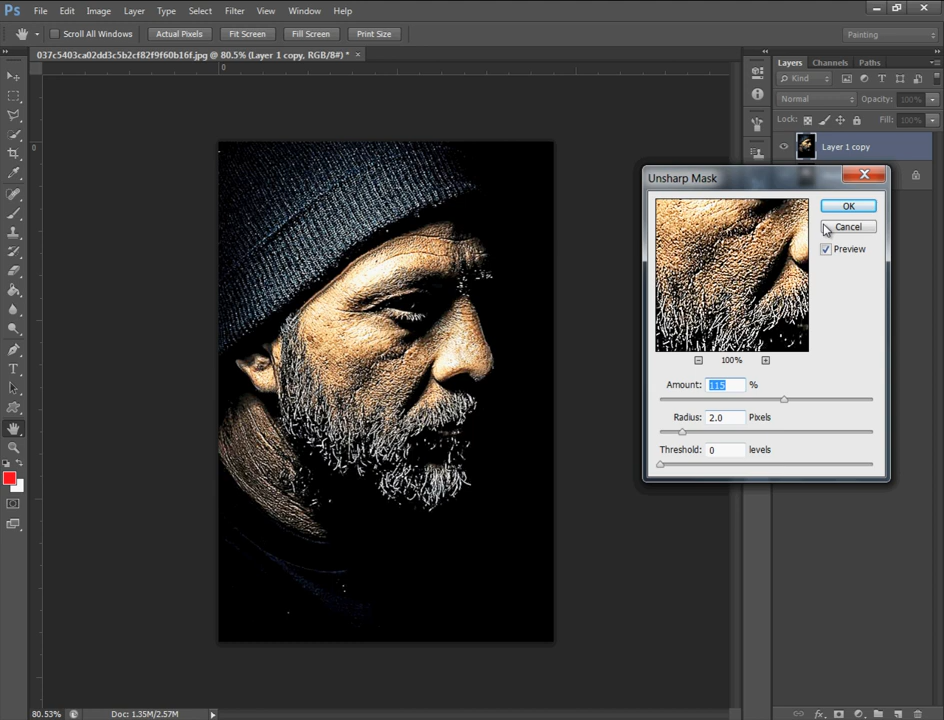 Ps File Edit Image Layer Type Select Filter View Window Help
Scroll All Windows Actual Pixels Fit Screen Fill Screen Print Size Painting
037c5403ca02dd3c5b2cf82f9f60b16f.jpg @ 80.5% (Layer 1 copy, RGB/8#) * ×
Layers Channels Paths
0
Kind
Normal Opacity: 100%
Lock: Fill: 100%
0
Layer 1 copy
Unsharp Mask
OK
Cancel
Preview
100%
Amount: 115 %
Radius: 2.0 Pixels
Threshold: 0 levels
80.53% Doc: 1.35M/2.57M